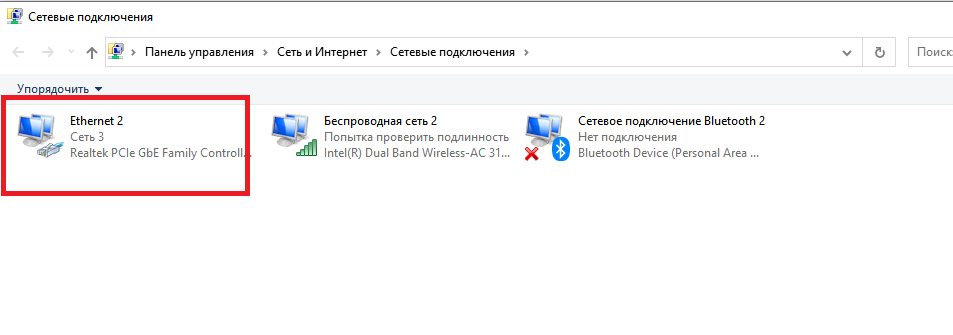 Сетевые подключения
Панель управления > Сеть и Интернет > Сетевые подключения >
Поиск
Упорядочить
Ethernet 2
Сеть 3
Realtek PCIe GbE Family Controll...
Беспроводная сеть 2
Попытка проверить подлинность
Intel(R) Dual Band Wireless-AC 31...
Сетевое подключение Bluetooth 2
Нет подключения
Bluetooth Device (Personal Area ...